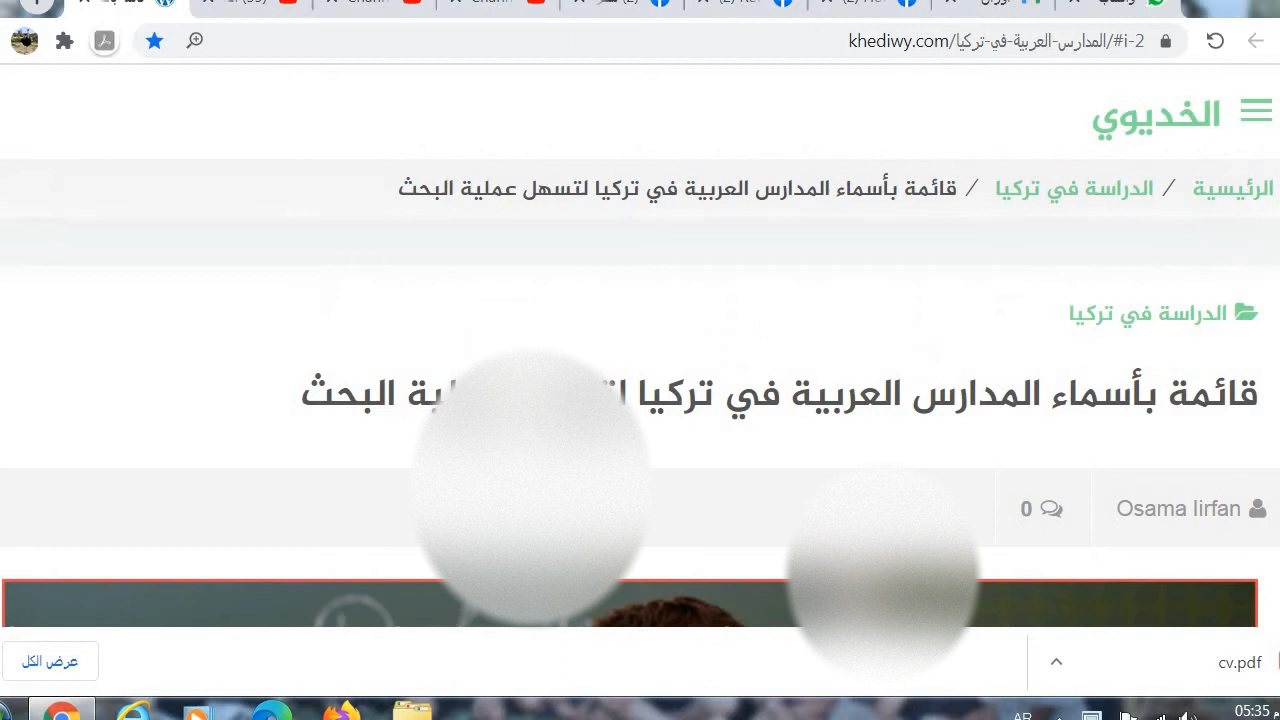 khediwy.com/المدارس-العربية-في-تركيا/#i-2
الخديوي
الرئيسية / الدراسة في تركيا / قائمة بأسماء المدارس العربية في تركيا لتسهل عملية البحث
الدراسة في تركيا
قائمة بأسماء المدارس العربية في تركيا البحث
Osama lirfan
0
cv.pdf
عرض الكل
AR
05:35